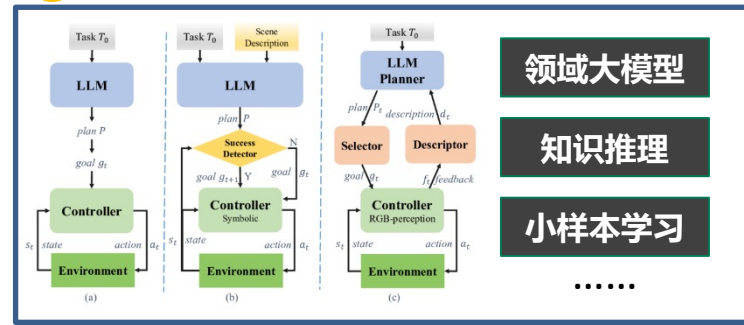 Task T₀
LLM
plan P
goal gₜ
Controller
sₜ state
action aₜ
Environment
(a)
Task T₀
Scene
Description
LLM
plan P
Success
Detector
N
goal gₜ₊₁ Y
goal gₜ
Controller
Symbolic
sₜ state
action aₜ
Environment
(b)
Task T₀
LLM
Planner
plan Pₜ
description dₜ
Selector
Descriptor
goal gₜ
fₜ feedback
Controller
RGB-perception
sₜ state
action aₜ
Environment
(c)
领域大模型
知识推理
小样本学习
……